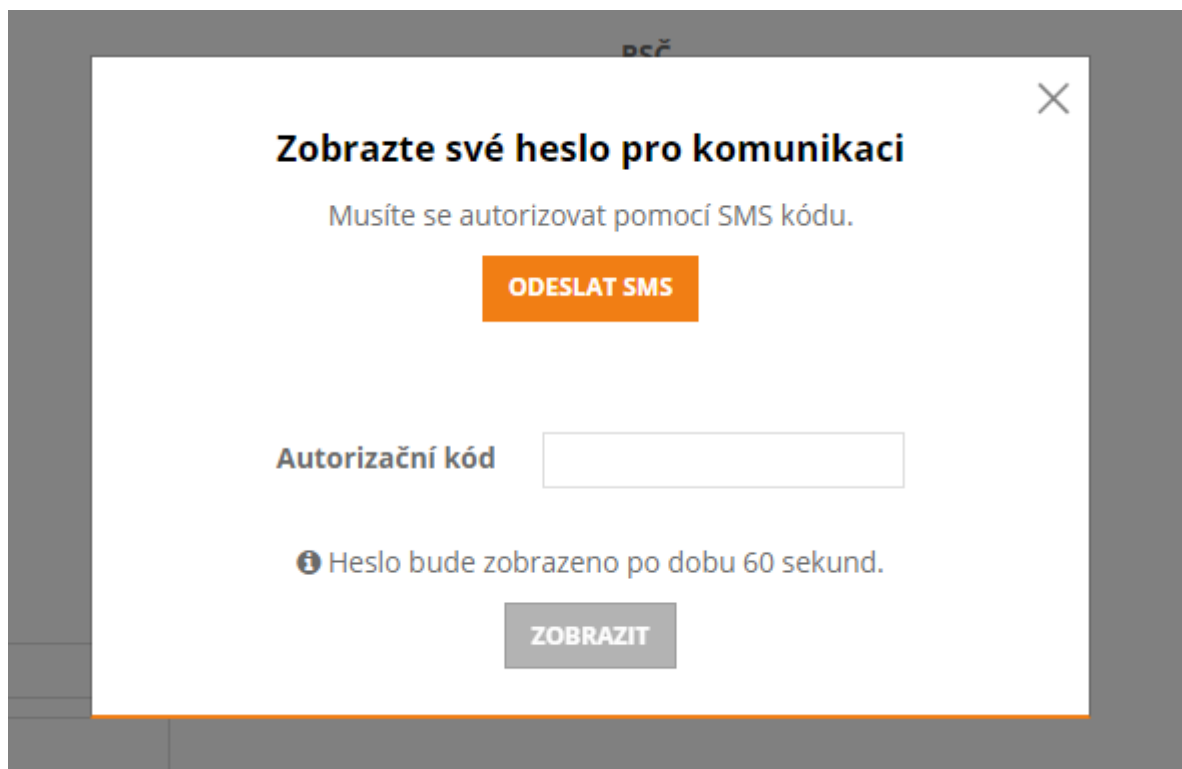 PSČ
Zobrazte své heslo pro komunikaci
Musíte se autorizovat pomocí SMS kódu.
ODESLAT SMS
Autorizační kód
Heslo bude zobrazeno po dobu 60 sekund.
ZOBRAZIT